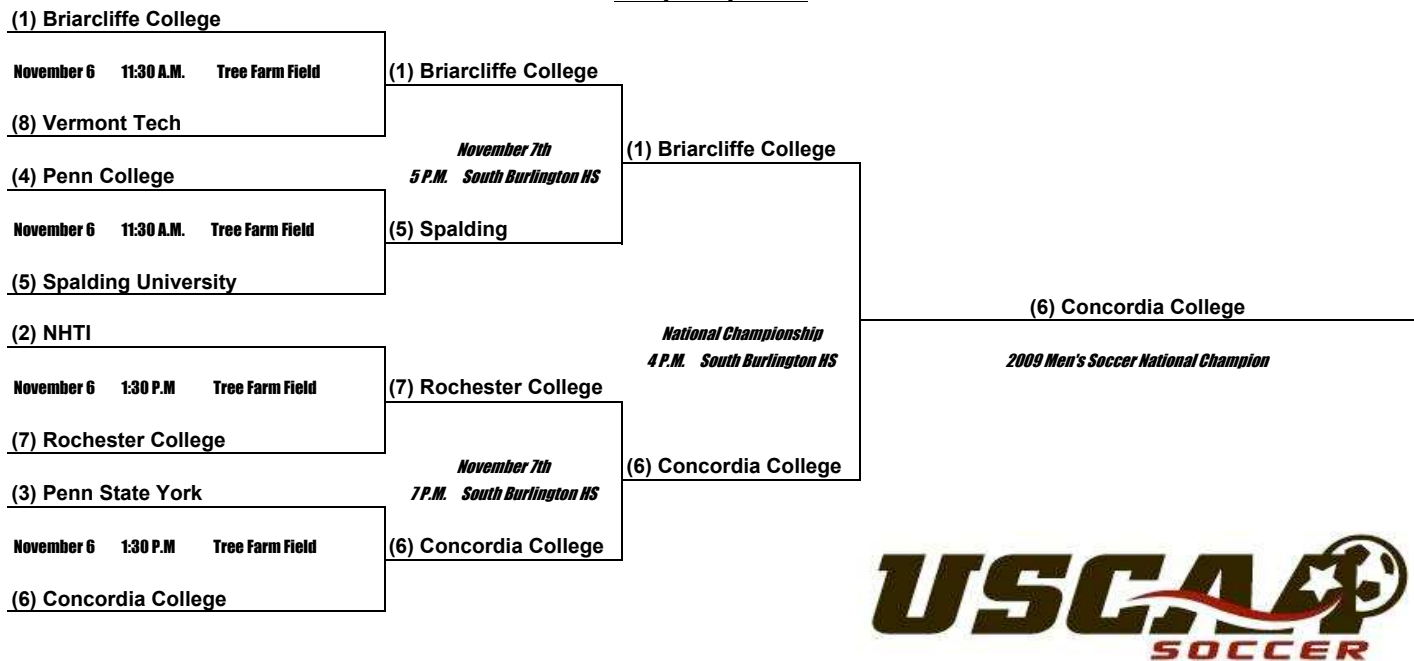 (1) Briarcliffe College
November 6 11:30 A.M. Tree Farm Field
(8) Vermont Tech
(4) Penn College
November 6 11:30 A.M. Tree Farm Field
(5) Spalding University
(2) NHTI
November 6 1:30 P.M Tree Farm Field
(7) Rochester College
(3) Penn State York
November 6 1:30 P.M Tree Farm Field
(6) Concordia College
(1) Briarcliffe College
November 7th
5 P.M. South Burlington HS
(5) Spalding
(7) Rochester College
November 7th
7 P.M. South Burlington HS
(6) Concordia College
(1) Briarcliffe College
National Championship
4 P.M. South Burlington HS
(6) Concordia College
(6) Concordia College
2009 Men's Soccer National Champion
USCAA
SOCCER